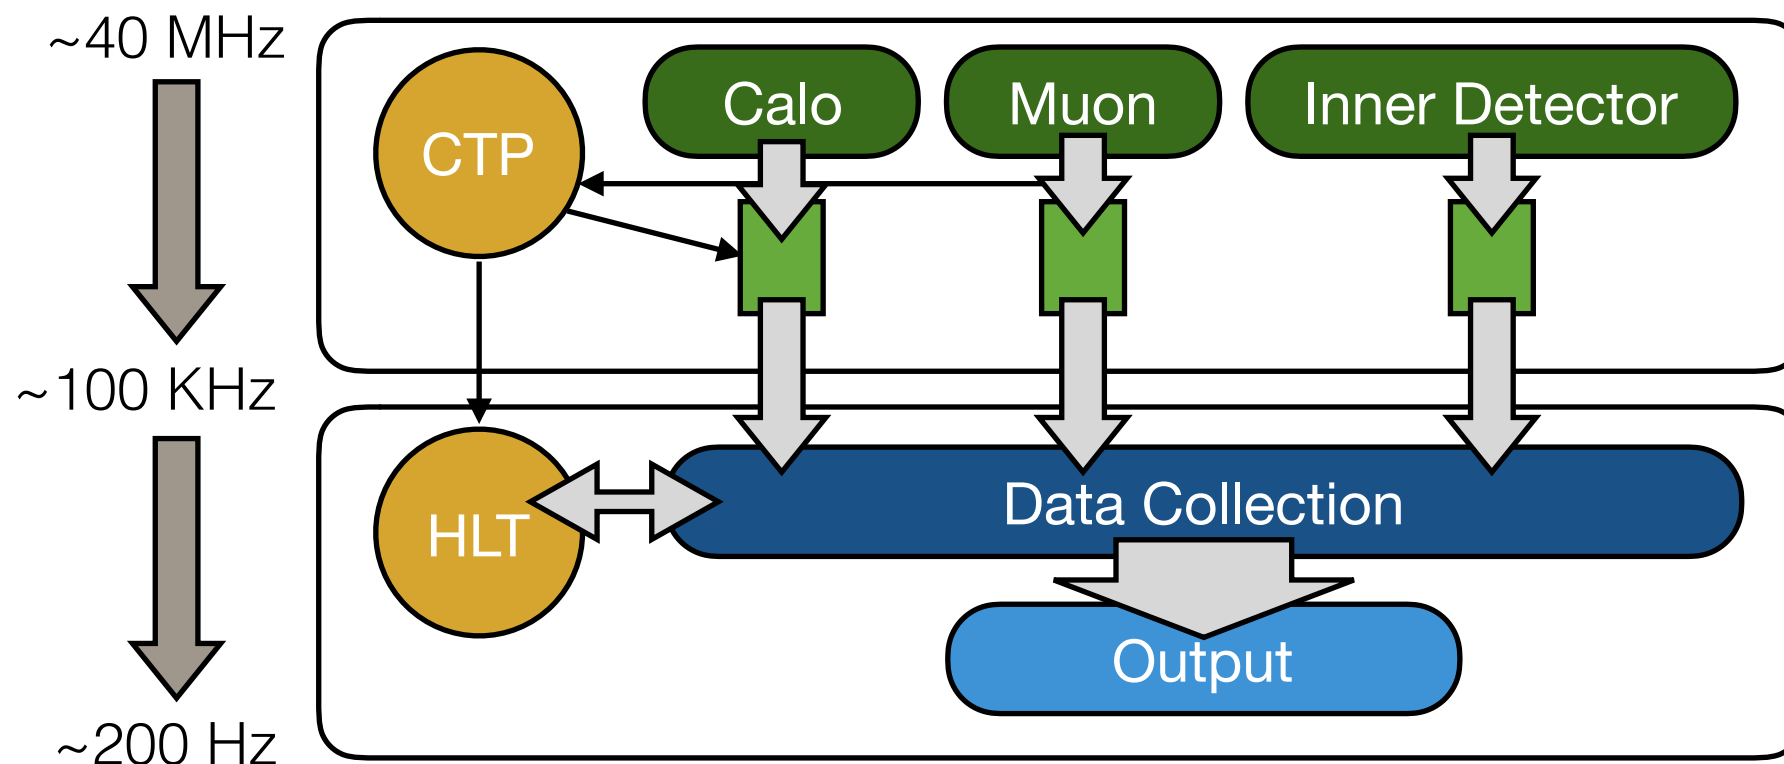 ~40 MHz
CTP
Calo
Muon
Inner Detector
~100 KHz
HLT
Data Collection
Output
~200 Hz